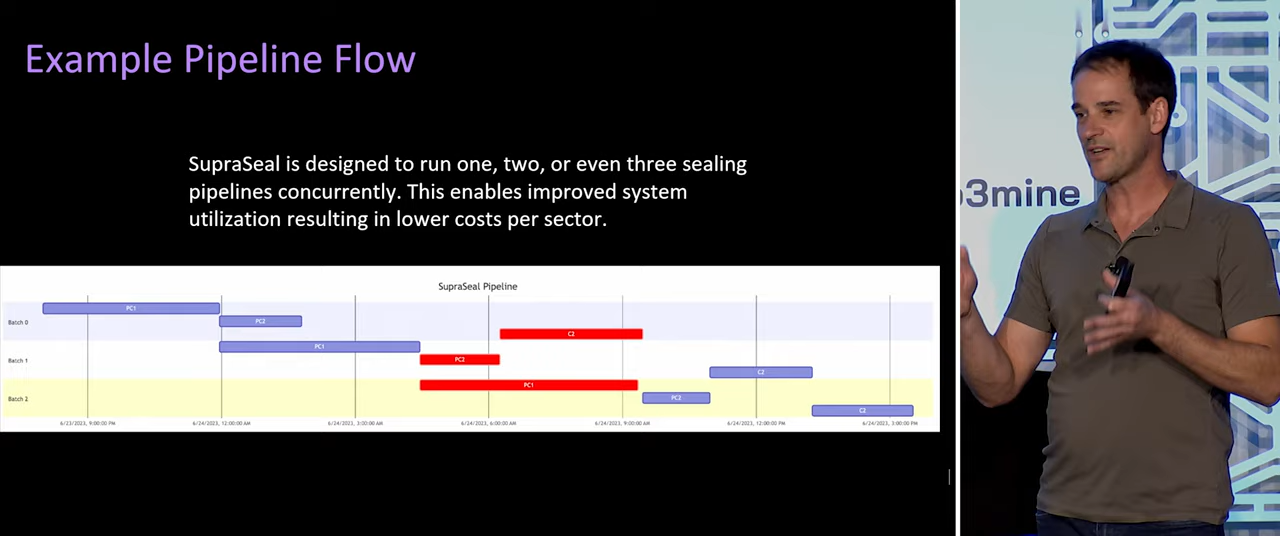 Example Pipeline Flow
SupraSeal is designed to run one, two, or even three sealing
pipelines concurrently. This enables improved system
utilization resulting in lower costs per sector.
SupraSeal Pipeline
Batch 0
PC1
PC2
C2
Batch 1
PC1
PC2
C2
Batch 2
PC1
PC2
C2
6/23/2023, 9:00:00 PM
6/24/2023, 12:00:00 AM
6/24/2023, 3:00:00 AM
6/24/2023, 6:00:00 AM
6/24/2023, 9:00:00 AM
6/24/2023, 12:00:00 PM
6/24/2023, 3:00:00 PM
3mine